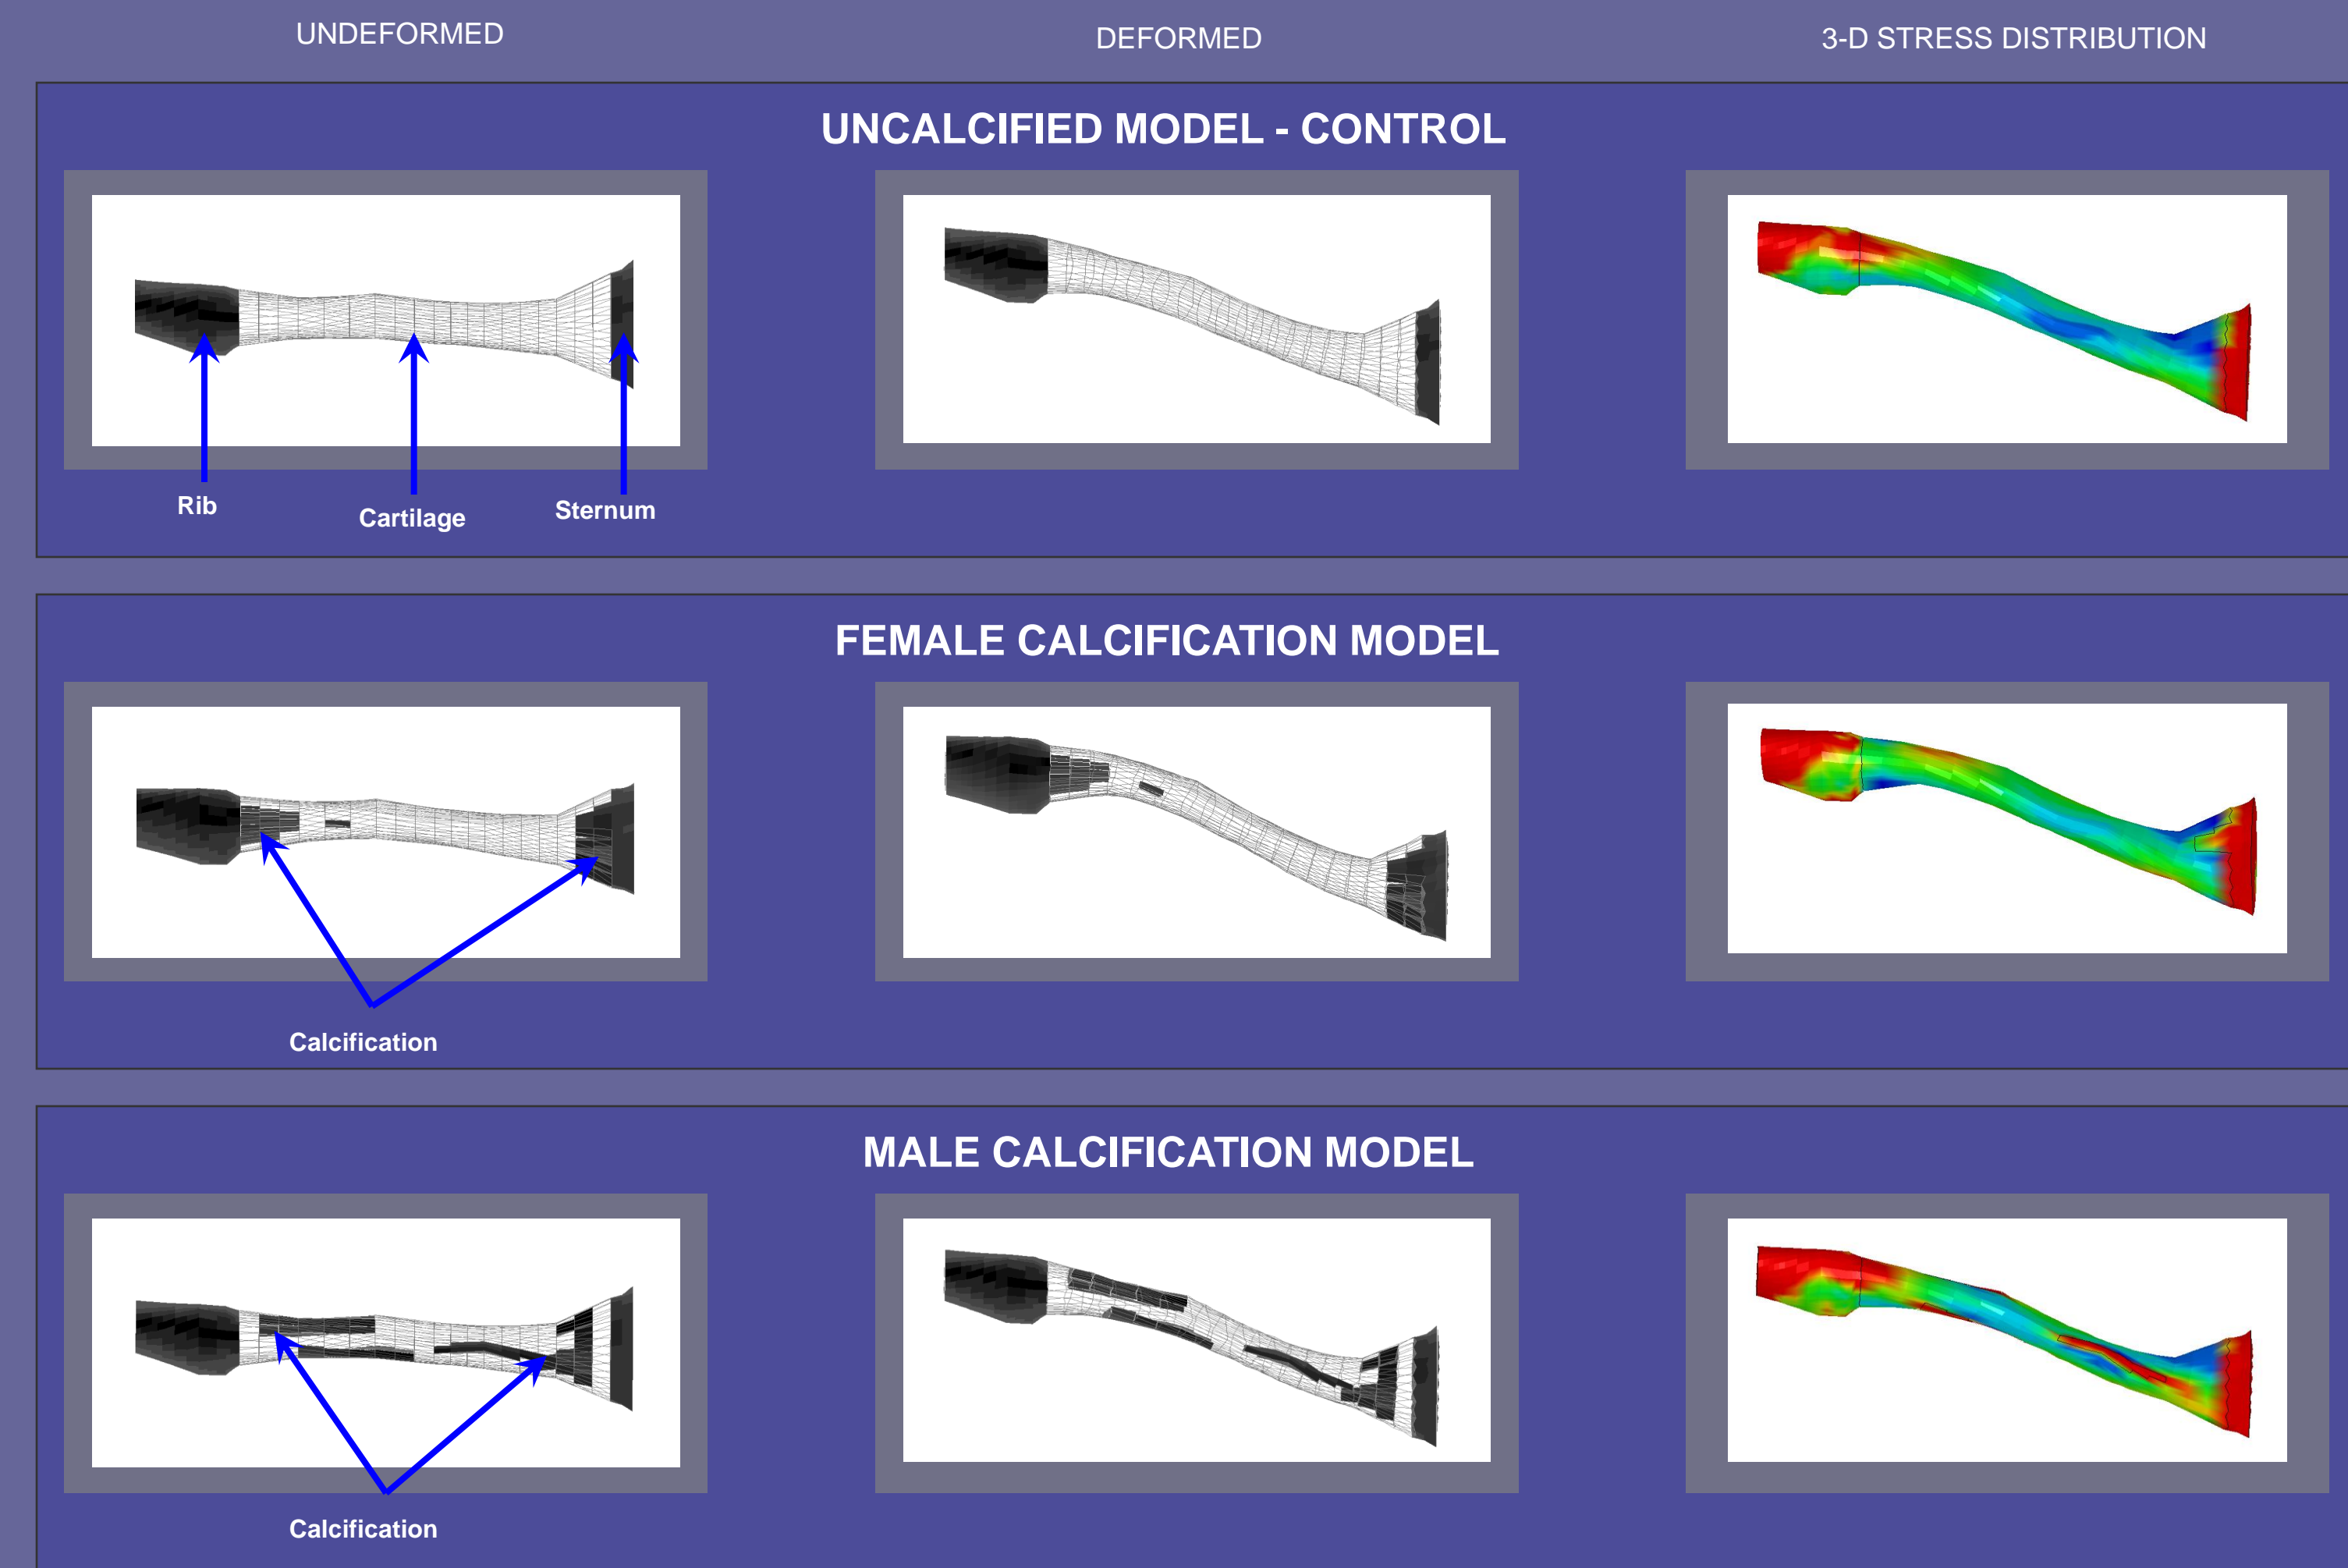 UNDEFORMED
DEFORMED
3-D STRESS DISTRIBUTION
UNCALCIFIED MODEL - CONTROL
Rib
Cartilage
Sternum
FEMALE CALCIFICATION MODEL
Calcification
MALE CALCIFICATION MODEL
Calcification